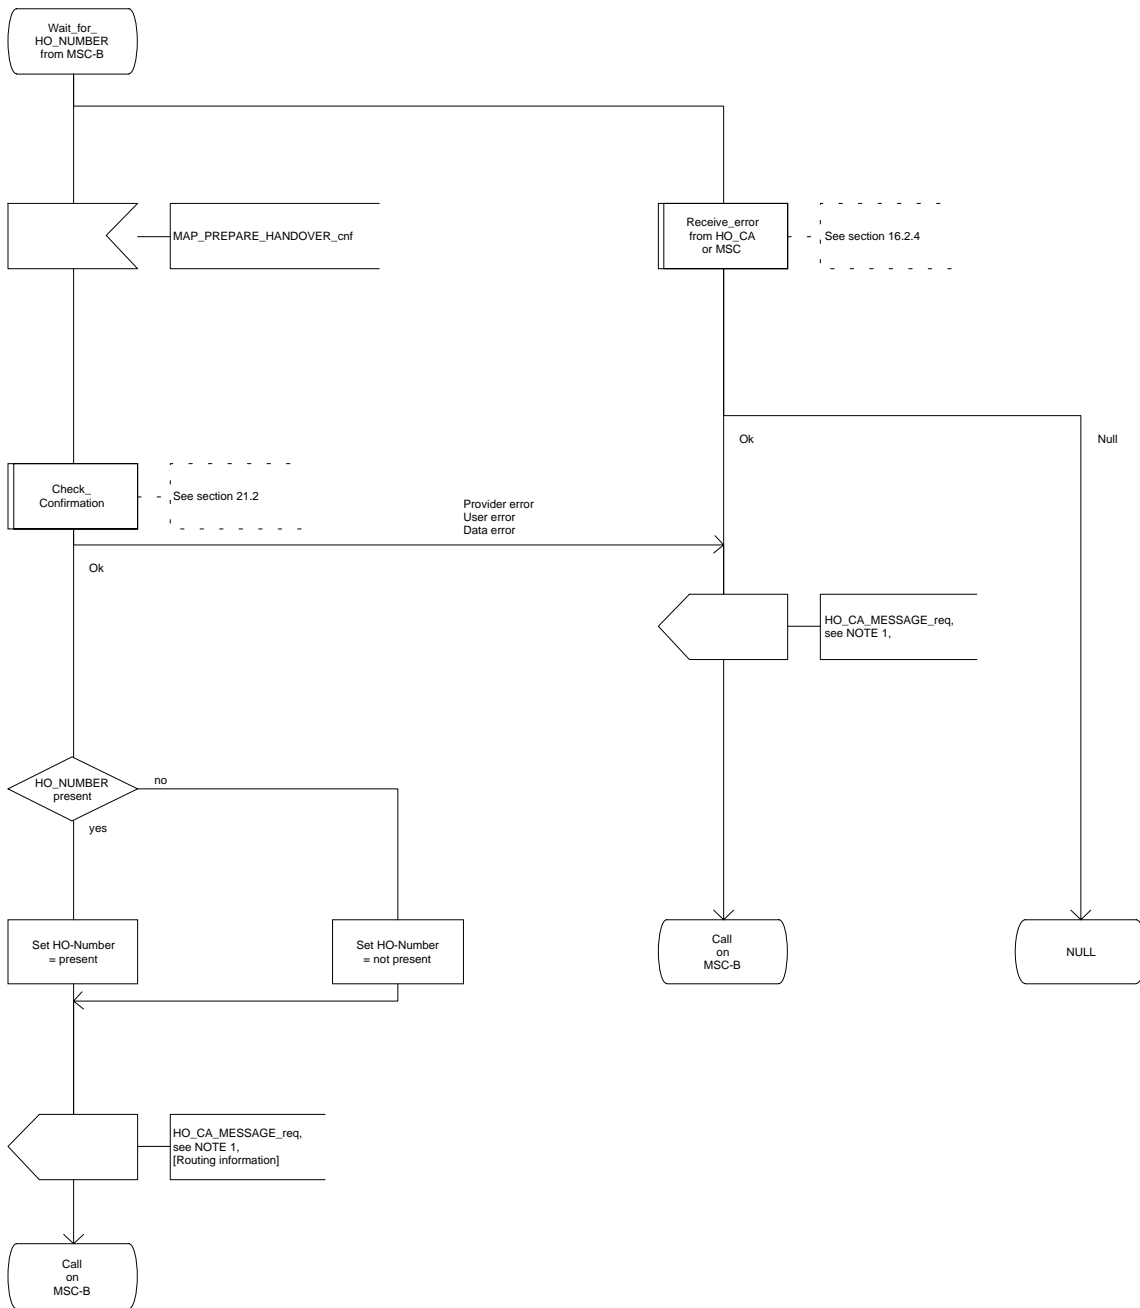 Wait_for_
HO_NUMBER
from MSC-B
MAP_PREPARE_HANDOVER_cnf
Receive_error
from HO_CA
or MSC
See section 16.2.4
Ok
Null
Check_
Confirmation
See section 21.2
Provider error
User error
Data error
Ok
HO_CA_MESSAGE_req,
see NOTE 1,
HO_NUMBER
present
no
yes
Set HO-Number
= present
Set HO-Number
= not present
Call
on
MSC-B
NULL
HO_CA_MESSAGE_req,
see NOTE 1,
[Routing information]
Call
on
MSC-B